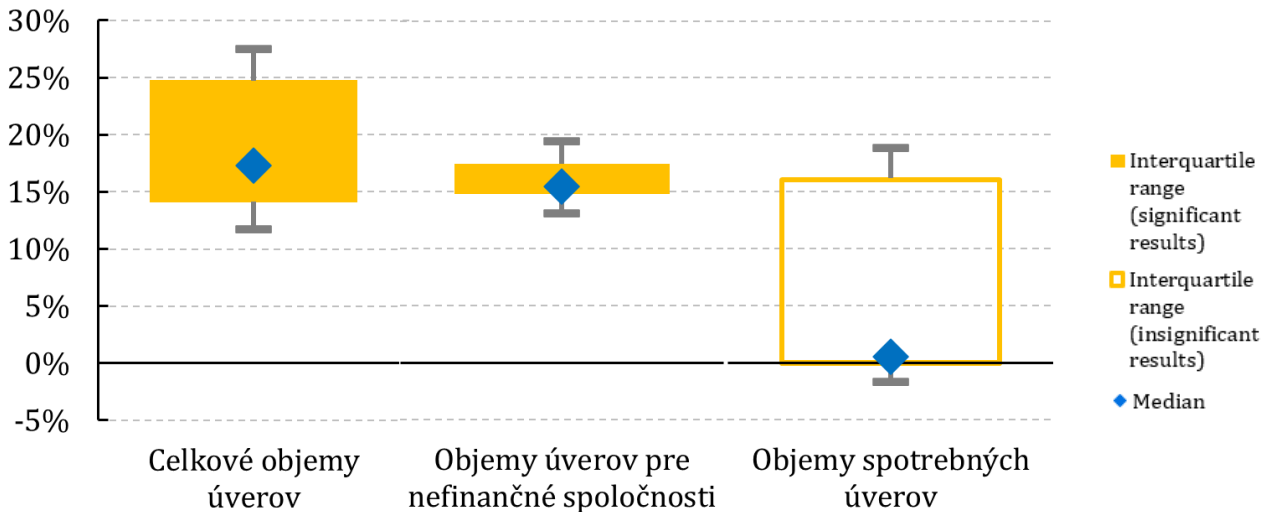 30%
25%
20%
15%
10%
5%
0%
-5%
Celkové objemy
úverov
Objemy úverov pre
nefinančné spoločnosti
Objemy spotrebných
úverov
Interquartile
range
(significant
results)
Interquartile
range
(insignificant
results)
Median